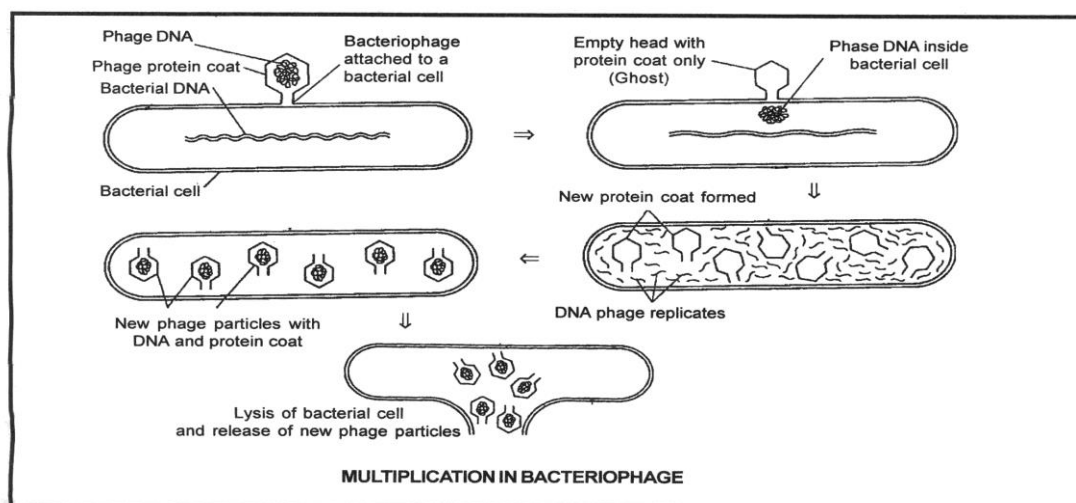 Phage DNA
Phage protein coat
Bacterial DNA
Bacteriophage
attached to a
bacterial cell
Bacterial cell
Empty head with
protein coat only
(Ghost)
Phase DNA inside
bacterial cell
New protein coat formed
DNA phage replicates
New phage particles with
DNA and protein coat
Lysis of bacterial cell
and release of new phage particles
MULTIPLICATION IN BACTERIOPHAGE